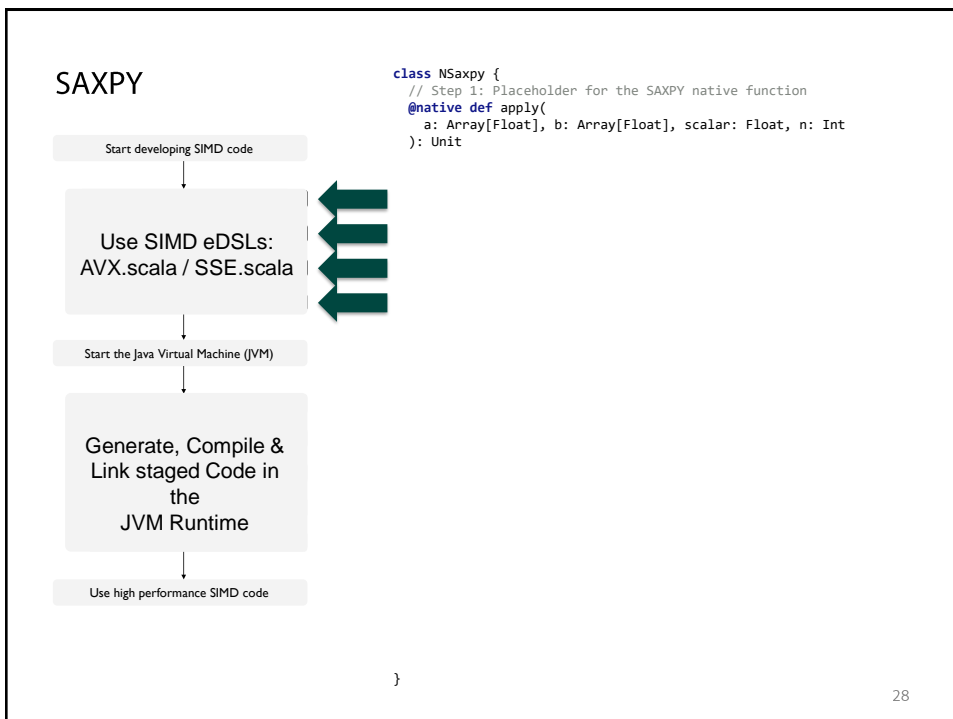 SAXPY
Start developing SIMD code
Use SIMD eDSLs:
AVX.scala / SSE.scala
Start the Java Virtual Machine (JVM)
Generate, Compile &
Link staged Code in
the
JVM Runtime
Use high performance SIMD code
class NSaxpy {
  // Step 1: Placeholder for the SAXPY native function
  @native def apply(
    a: Array[Float], b: Array[Float], scalar: Float, n: Int
  ): Unit
}
28